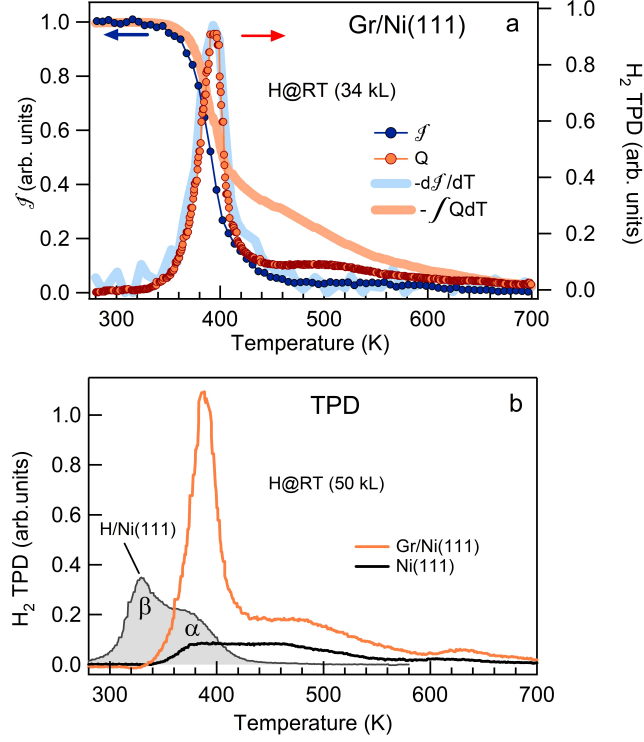 Gr/Ni(111)
a
H@RT (34 kL)
ℐ
Q
-dℐ/dT
-∫QdT
ℐ (arb. units)
1.0
0.8
0.6
0.4
0.2
0.0
H₂ TPD (arb. units)
1.0
0.8
0.6
0.4
0.2
0.0
300
400
500
600
700
Temperature (K)
TPD
b
H@RT (50 kL)
H/Ni(111)
β
α
Gr/Ni(111)
Ni(111)
H₂ TPD (arb.units)
1.0
0.8
0.6
0.4
0.2
0.0
300
400
500
600
700
Temperature (K)